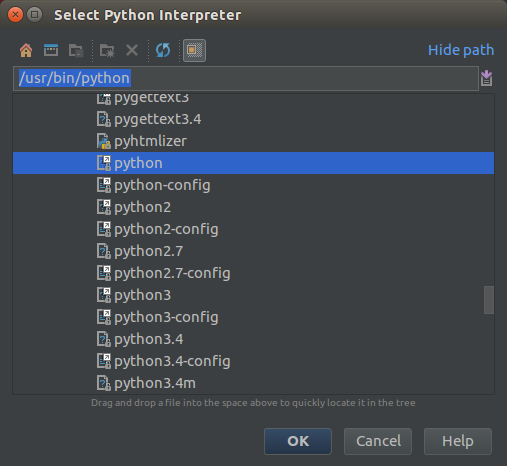 Select Python Interpreter
Hide path
/usr/bin/python
pygettext3
pygettext3.4
pyhtmlizer
python
python-config
python2
python2-config
python2.7
python2.7-config
python3
python3-config
python3.4
python3.4-config
python3.4m
Drag and drop a file into the space above to quickly locate it in the tree
OK Cancel Help